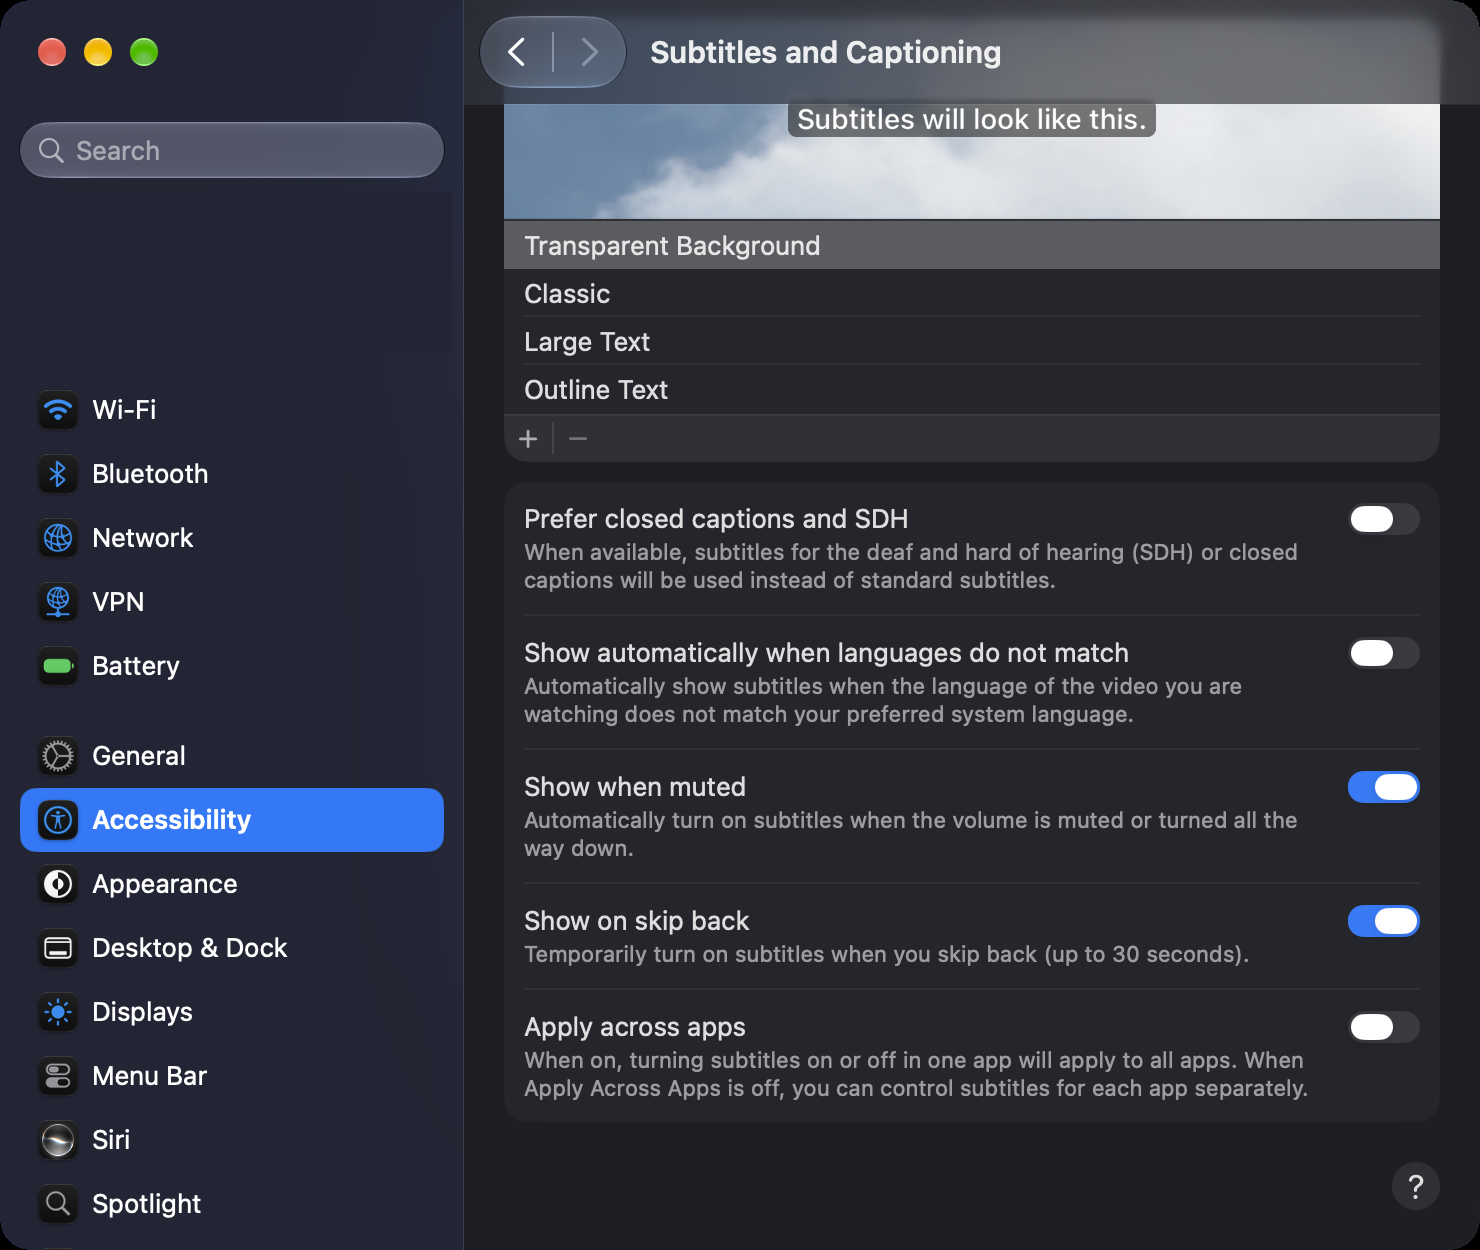 Subtitles and Captioning
Search
Wi-Fi
Bluetooth
Network
VPN
Battery
General
Accessibility
Appearance
Desktop & Dock
Displays
Menu Bar
Siri
Spotlight
Subtitles will look like this.
Transparent Background
Classic
Large Text
Outline Text
+ −
Prefer closed captions and SDH
When available, subtitles for the deaf and hard of hearing (SDH) or closed
captions will be used instead of standard subtitles.
Show automatically when languages do not match
Automatically show subtitles when the language of the video you are
watching does not match your preferred system language.
Show when muted
Automatically turn on subtitles when the volume is muted or turned all the
way down.
Show on skip back
Temporarily turn on subtitles when you skip back (up to 30 seconds).
Apply across apps
When on, turning subtitles on or off in one app will apply to all apps. When
Apply Across Apps is off, you can control subtitles for each app separately.
?